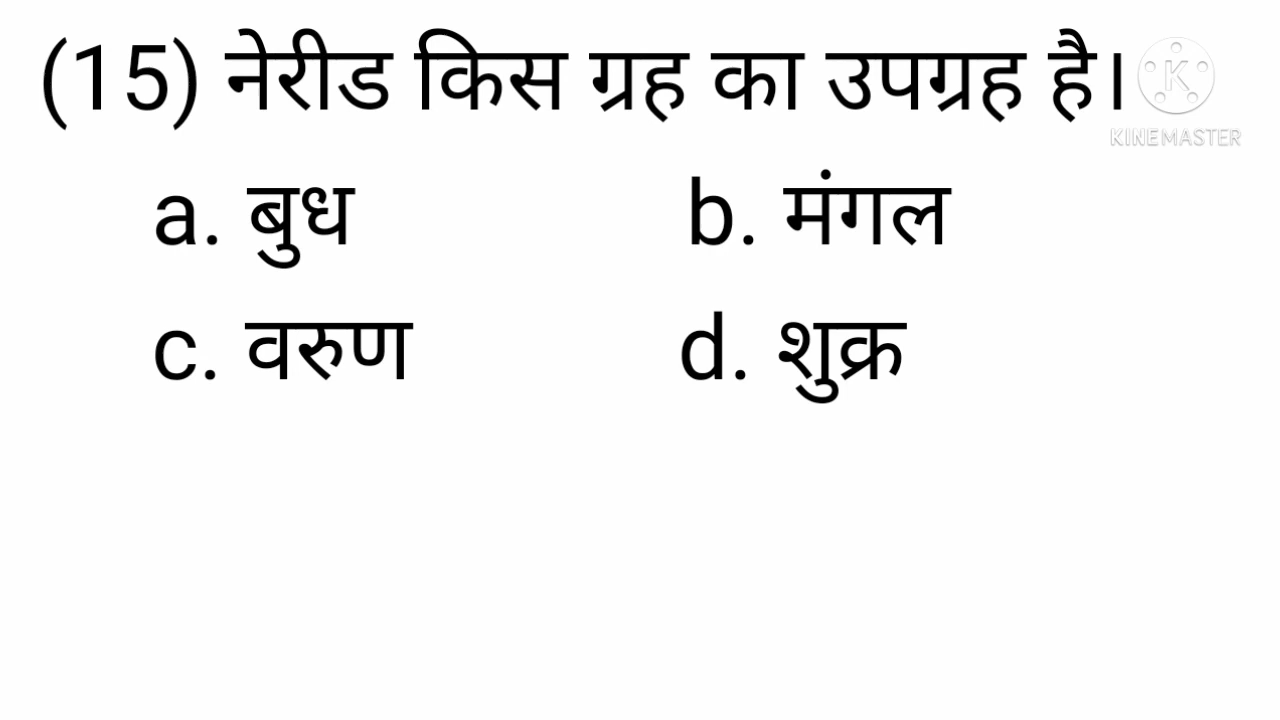 (15) नेरीड किस ग्रह का उपग्रह है।
KINEMASTER
a. बुध b. मंगल
c. वरुण d. शुक्र